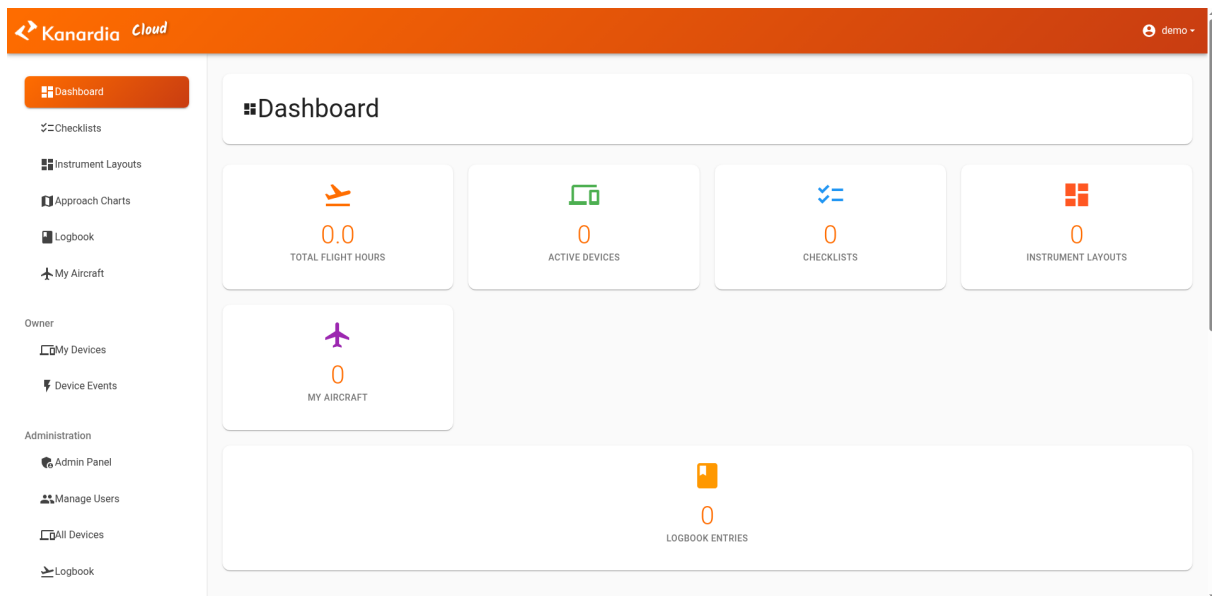 Kanardia Cloud
demo
Dashboard
Checklists
Instrument Layouts
Approach Charts
Logbook
My Aircraft
Owner
My Devices
Device Events
Administration
Admin Panel
Manage Users
All Devices
Logbook
Dashboard
0.0
TOTAL FLIGHT HOURS
0
ACTIVE DEVICES
0
CHECKLISTS
0
INSTRUMENT LAYOUTS
0
MY AIRCRAFT
0
LOGBOOK ENTRIES